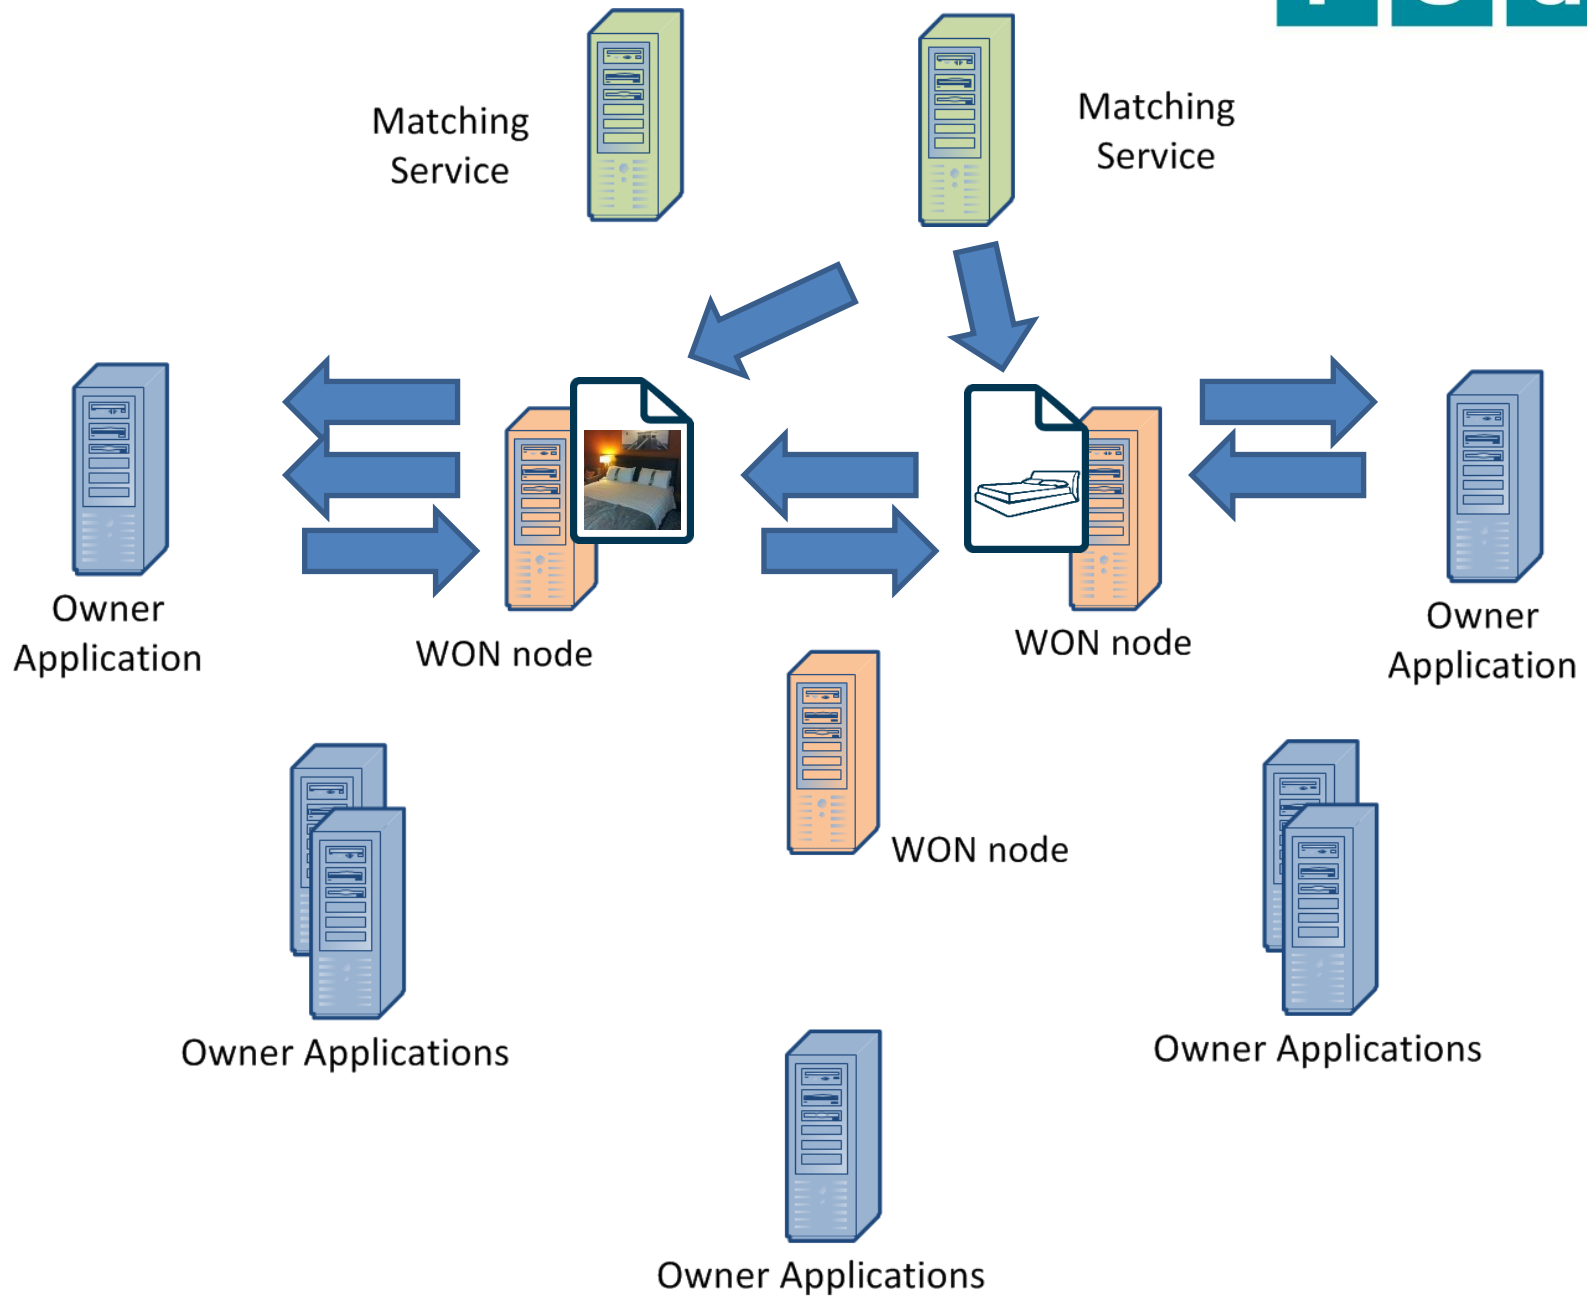 Matching
Service
Matching
Service
Owner
Application
WON node
WON node
Owner
Application
WON node
Owner Applications
Owner Applications
Owner Applications